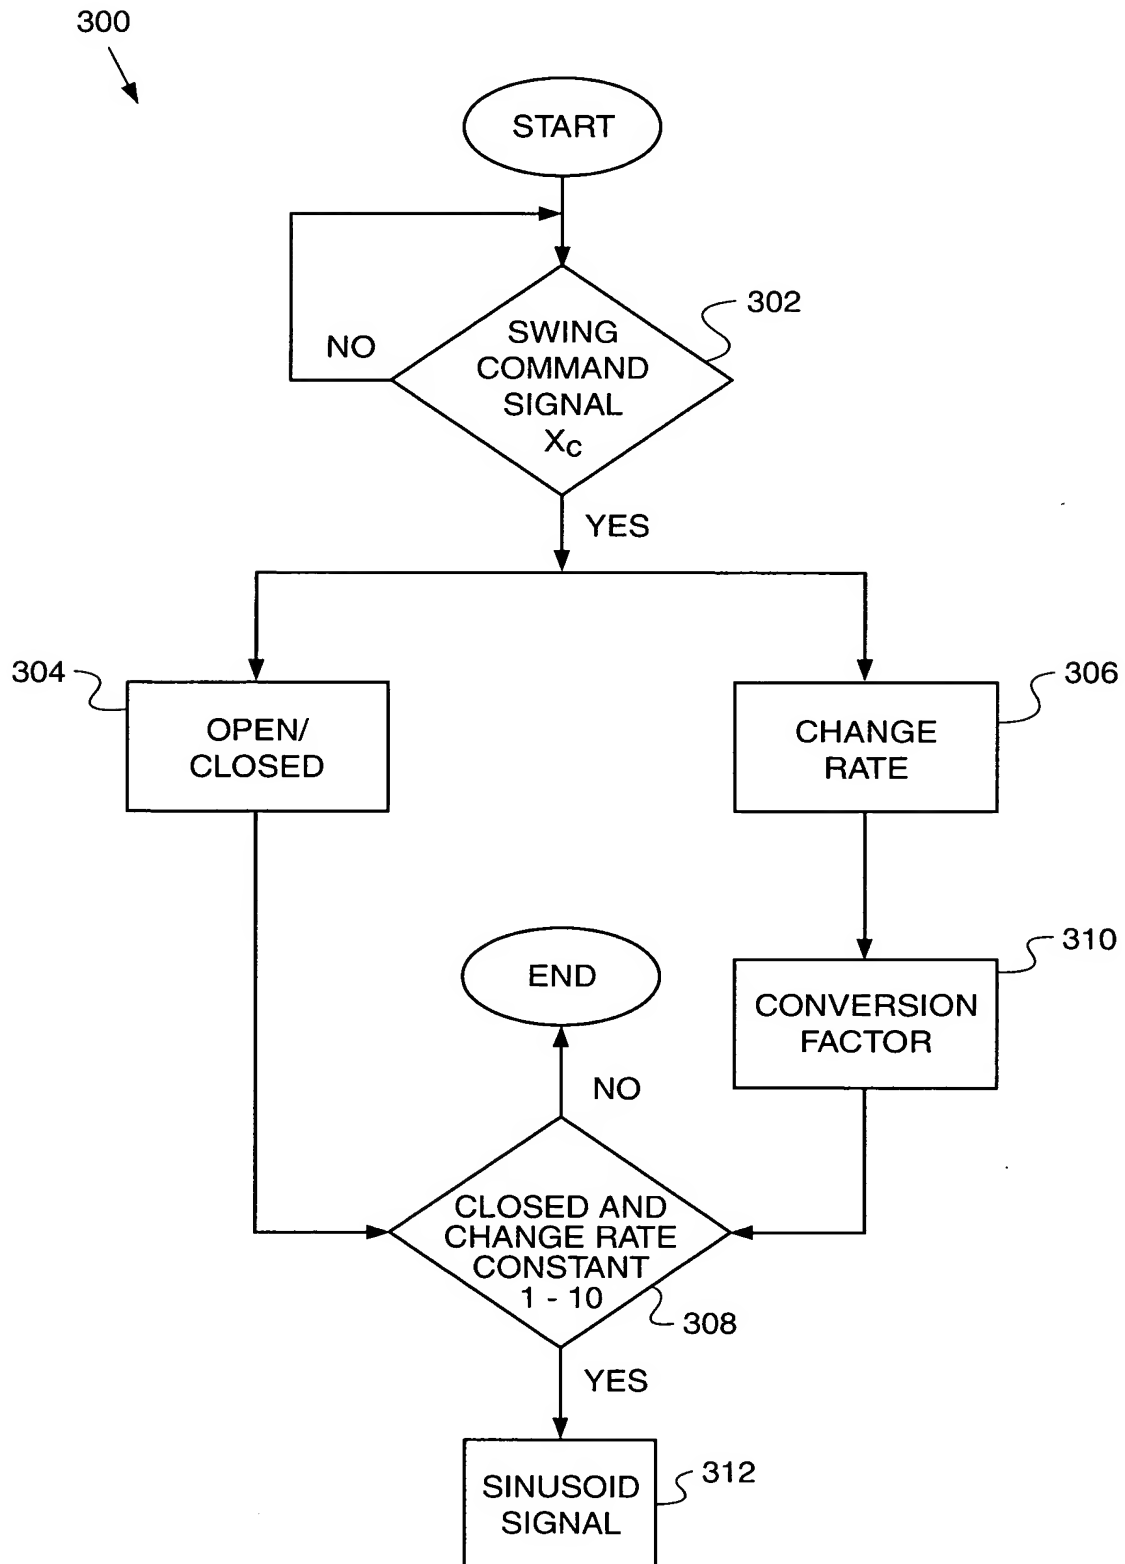 300
START
302
SWING
COMMAND
SIGNAL
Xc
NO
YES
304
OPEN/
CLOSED
306
CHANGE
RATE
310
CONVERSION
FACTOR
END
NO
CLOSED AND
CHANGE RATE
CONSTANT
1 - 10
308
YES
SINUSOID
SIGNAL
312